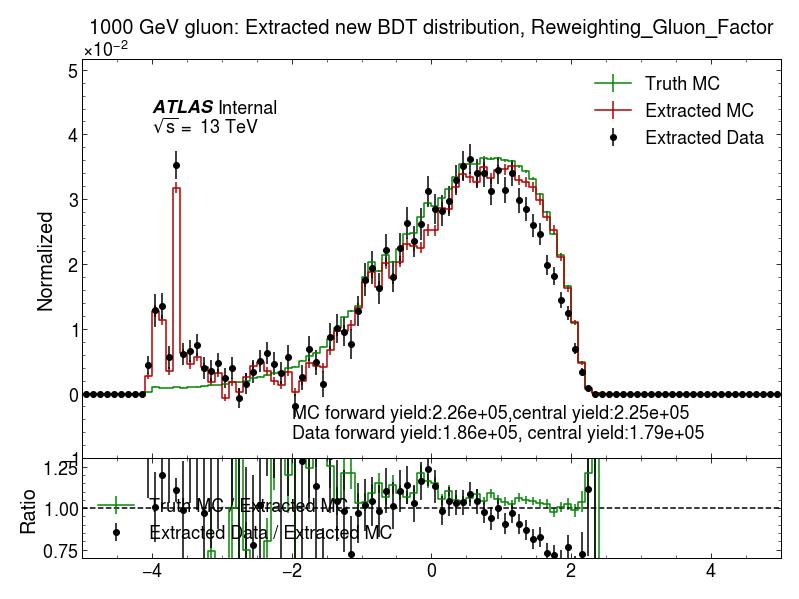 1000 GeV gluon: Extracted new BDT distribution, Reweighting_Gluon_Factor
×10⁻²
ATLAS Internal
√s = 13 TeV
Truth MC
Extracted MC
Extracted Data
Normalized
5
4
3
2
1
0
MC forward yield:2.26e+05,central yield:2.25e+05
Data forward yield:1.86e+05, central yield:1.79e+05
Ratio
1
1.25
1.00
0.75
Truth MC / Extracted MC
Extracted Data / Extracted MC
−4 −2 0 2 4